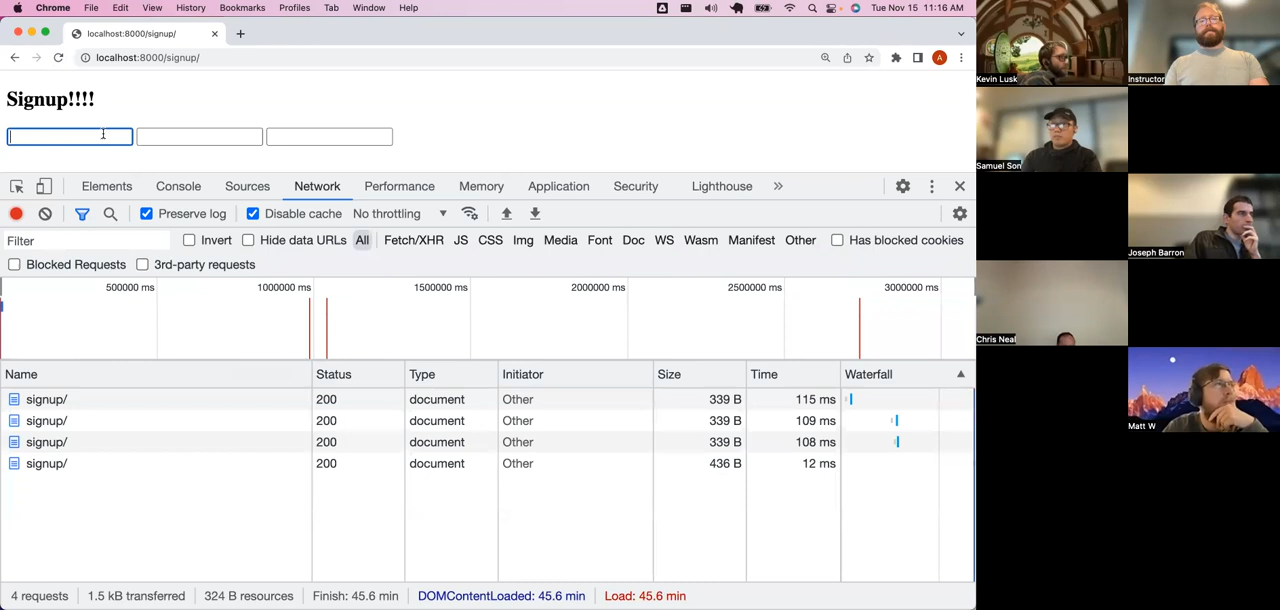 Chrome File Edit View History Bookmarks Profiles Tab Window Help Tue Nov 15 11:16 AM
localhost:8000/signup/
localhost:8000/signup/
A
Signup!!!!
Elements Console Sources Network Performance Memory Application Security Lighthouse
Preserve log Disable cache No throttling
Filter Invert Hide data URLs All Fetch/XHR JS CSS Img Media Font Doc WS Wasm Manifest Other Has blocked cookies
Blocked Requests 3rd-party requests
500000 ms 1000000 ms 1500000 ms 2000000 ms 2500000 ms 3000000 ms
Name Status Type Initiator Size Time Waterfall
signup/ 200 document Other 339 B 115 ms
signup/ 200 document Other 339 B 109 ms
signup/ 200 document Other 339 B 108 ms
signup/ 200 document Other 436 B 12 ms
4 requests 1.5 kB transferred 324 B resources Finish: 45.6 min DOMContentLoaded: 45.6 min Load: 45.6 min
Kevin Lusk
Instructor
Samuel Son
Joseph Barron
Chris Neal
Matt W